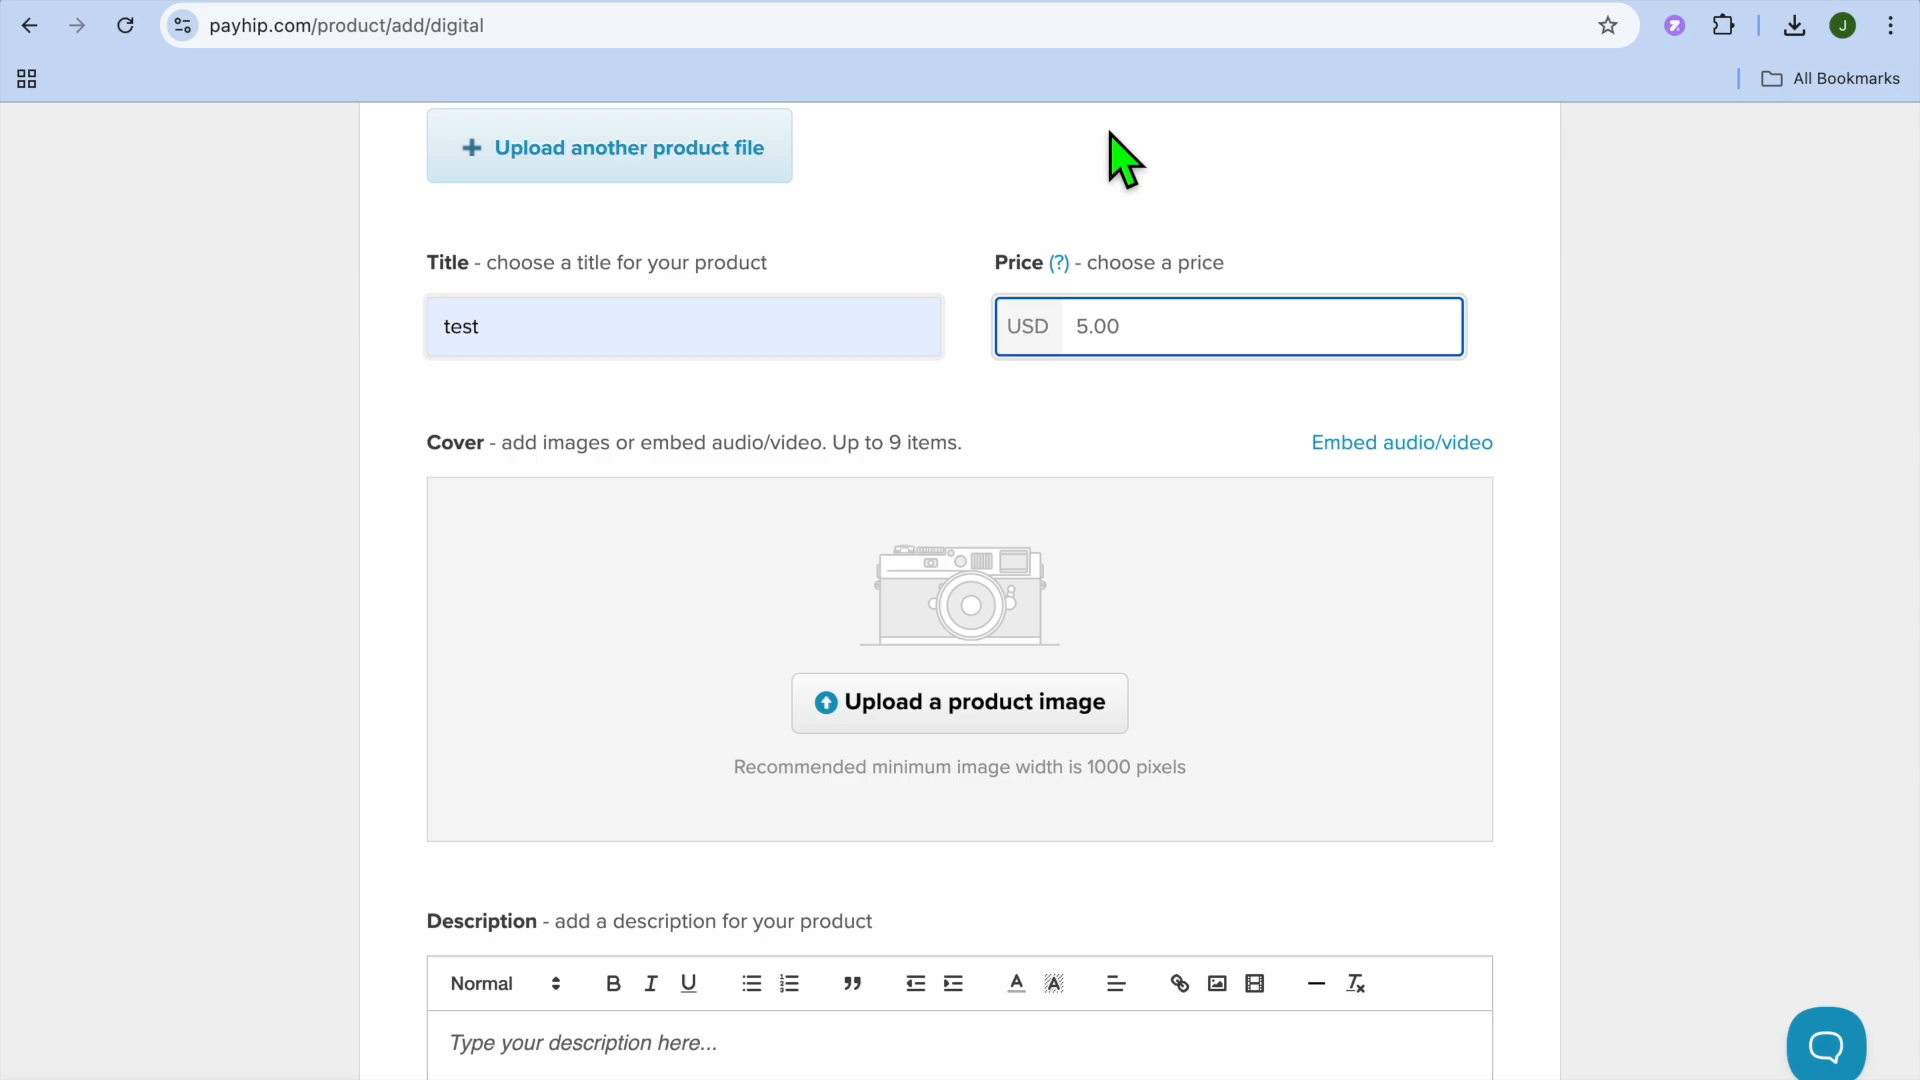 payhip.com/product/add/digital
J
All Bookmarks
+ Upload another product file
Title - choose a title for your product
Price (?) - choose a price
test
USD 5.00
Cover - add images or embed audio/video. Up to 9 items.
Embed audio/video
Upload a product image
Recommended minimum image width is 1000 pixels
Description - add a description for your product
Normal
Type your description here...